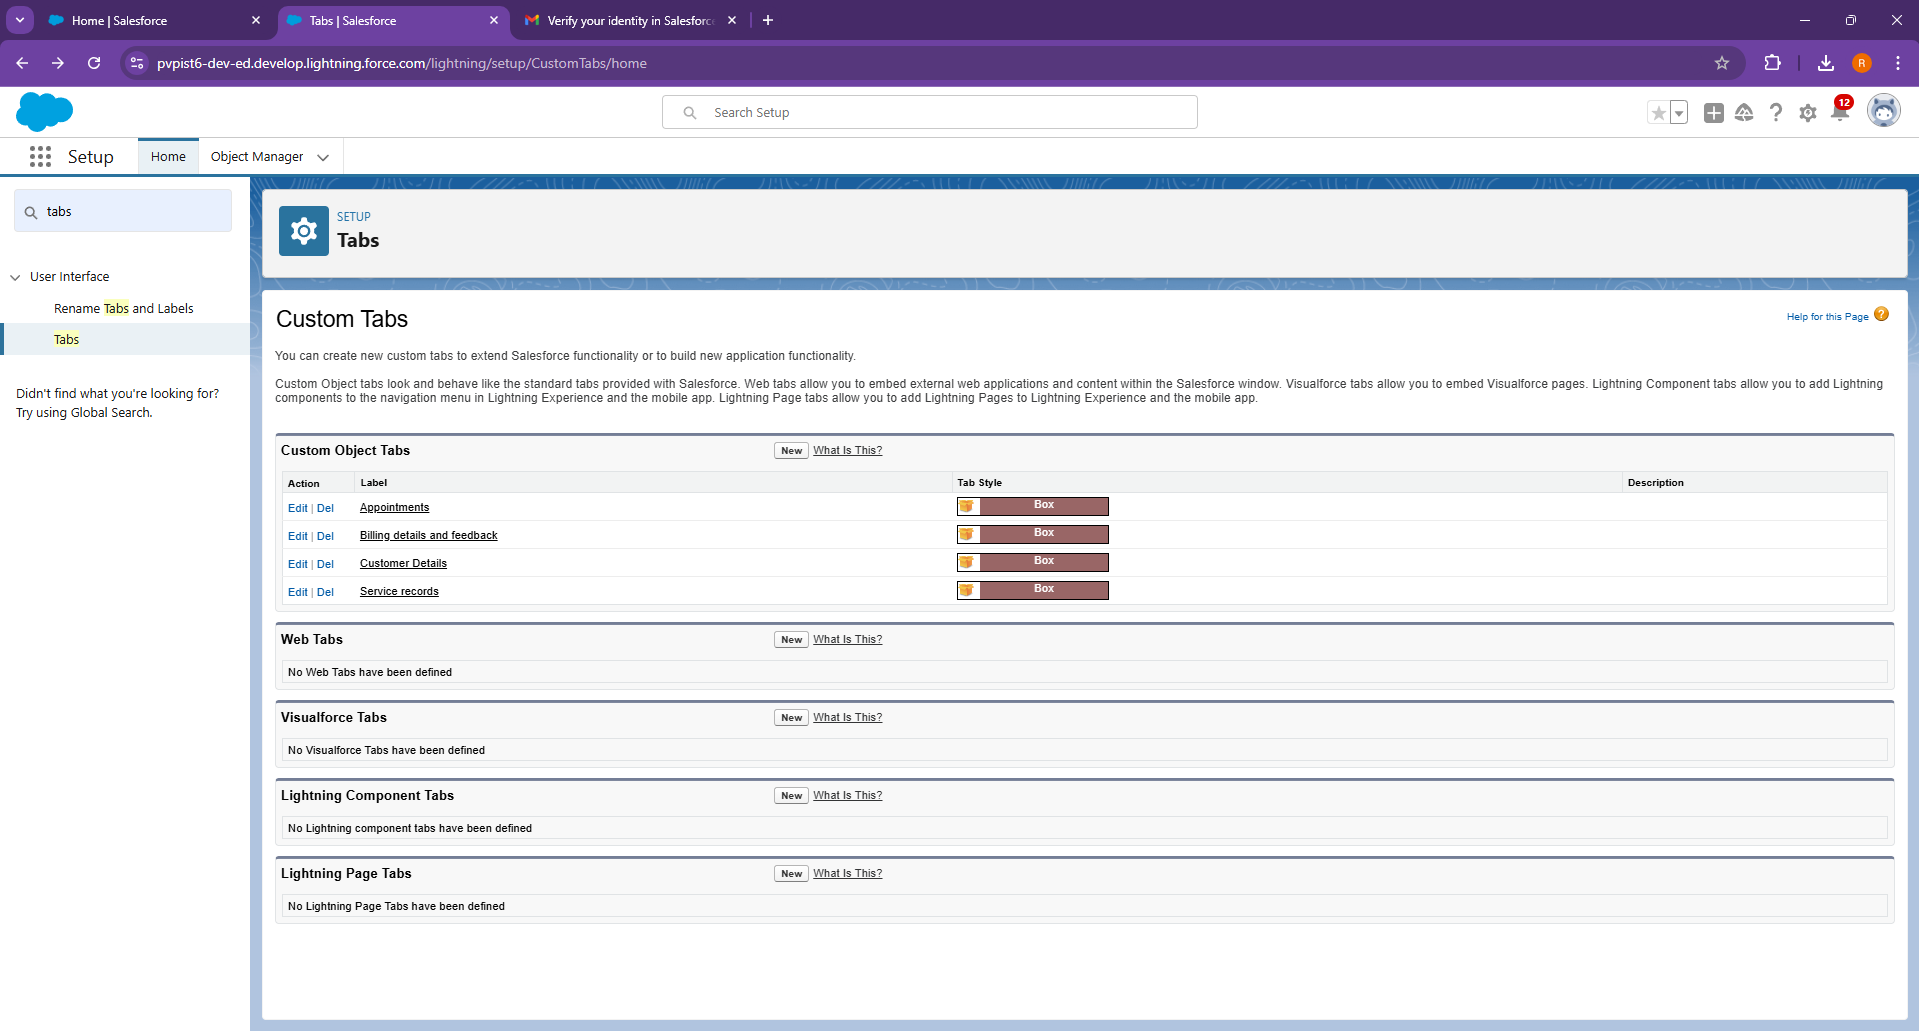 Home | Salesforce
Tabs | Salesforce
Verify your identity in Salesforc
pvpist6-dev-ed.develop.lightning.force.com/lightning/setup/CustomTabs/home
R
Search Setup
12
Setup
Home
Object Manager
tabs
User Interface
Rename Tabs and Labels
Tabs
Didn't find what you're looking for?
Try using Global Search.
SETUP
Tabs
Custom Tabs
Help for this Page ?
You can create new custom tabs to extend Salesforce functionality or to build new application functionality.
Custom Object tabs look and behave like the standard tabs provided with Salesforce. Web tabs allow you to embed external web applications and content within the Salesforce window. Visualforce tabs allow you to embed Visualforce pages. Lightning Component tabs allow you to add Lightning
components to the navigation menu in Lightning Experience and the mobile app. Lightning Page tabs allow you to add Lightning Pages to Lightning Experience and the mobile app.
Custom Object Tabs New What Is This?
Action Label Tab Style Description
Edit | Del Appointments Box
Edit | Del Billing details and feedback Box
Edit | Del Customer Details Box
Edit | Del Service records Box
Web Tabs New What Is This?
No Web Tabs have been defined
Visualforce Tabs New What Is This?
No Visualforce Tabs have been defined
Lightning Component Tabs New What Is This?
No Lightning component tabs have been defined
Lightning Page Tabs New What Is This?
No Lightning Page Tabs have been defined